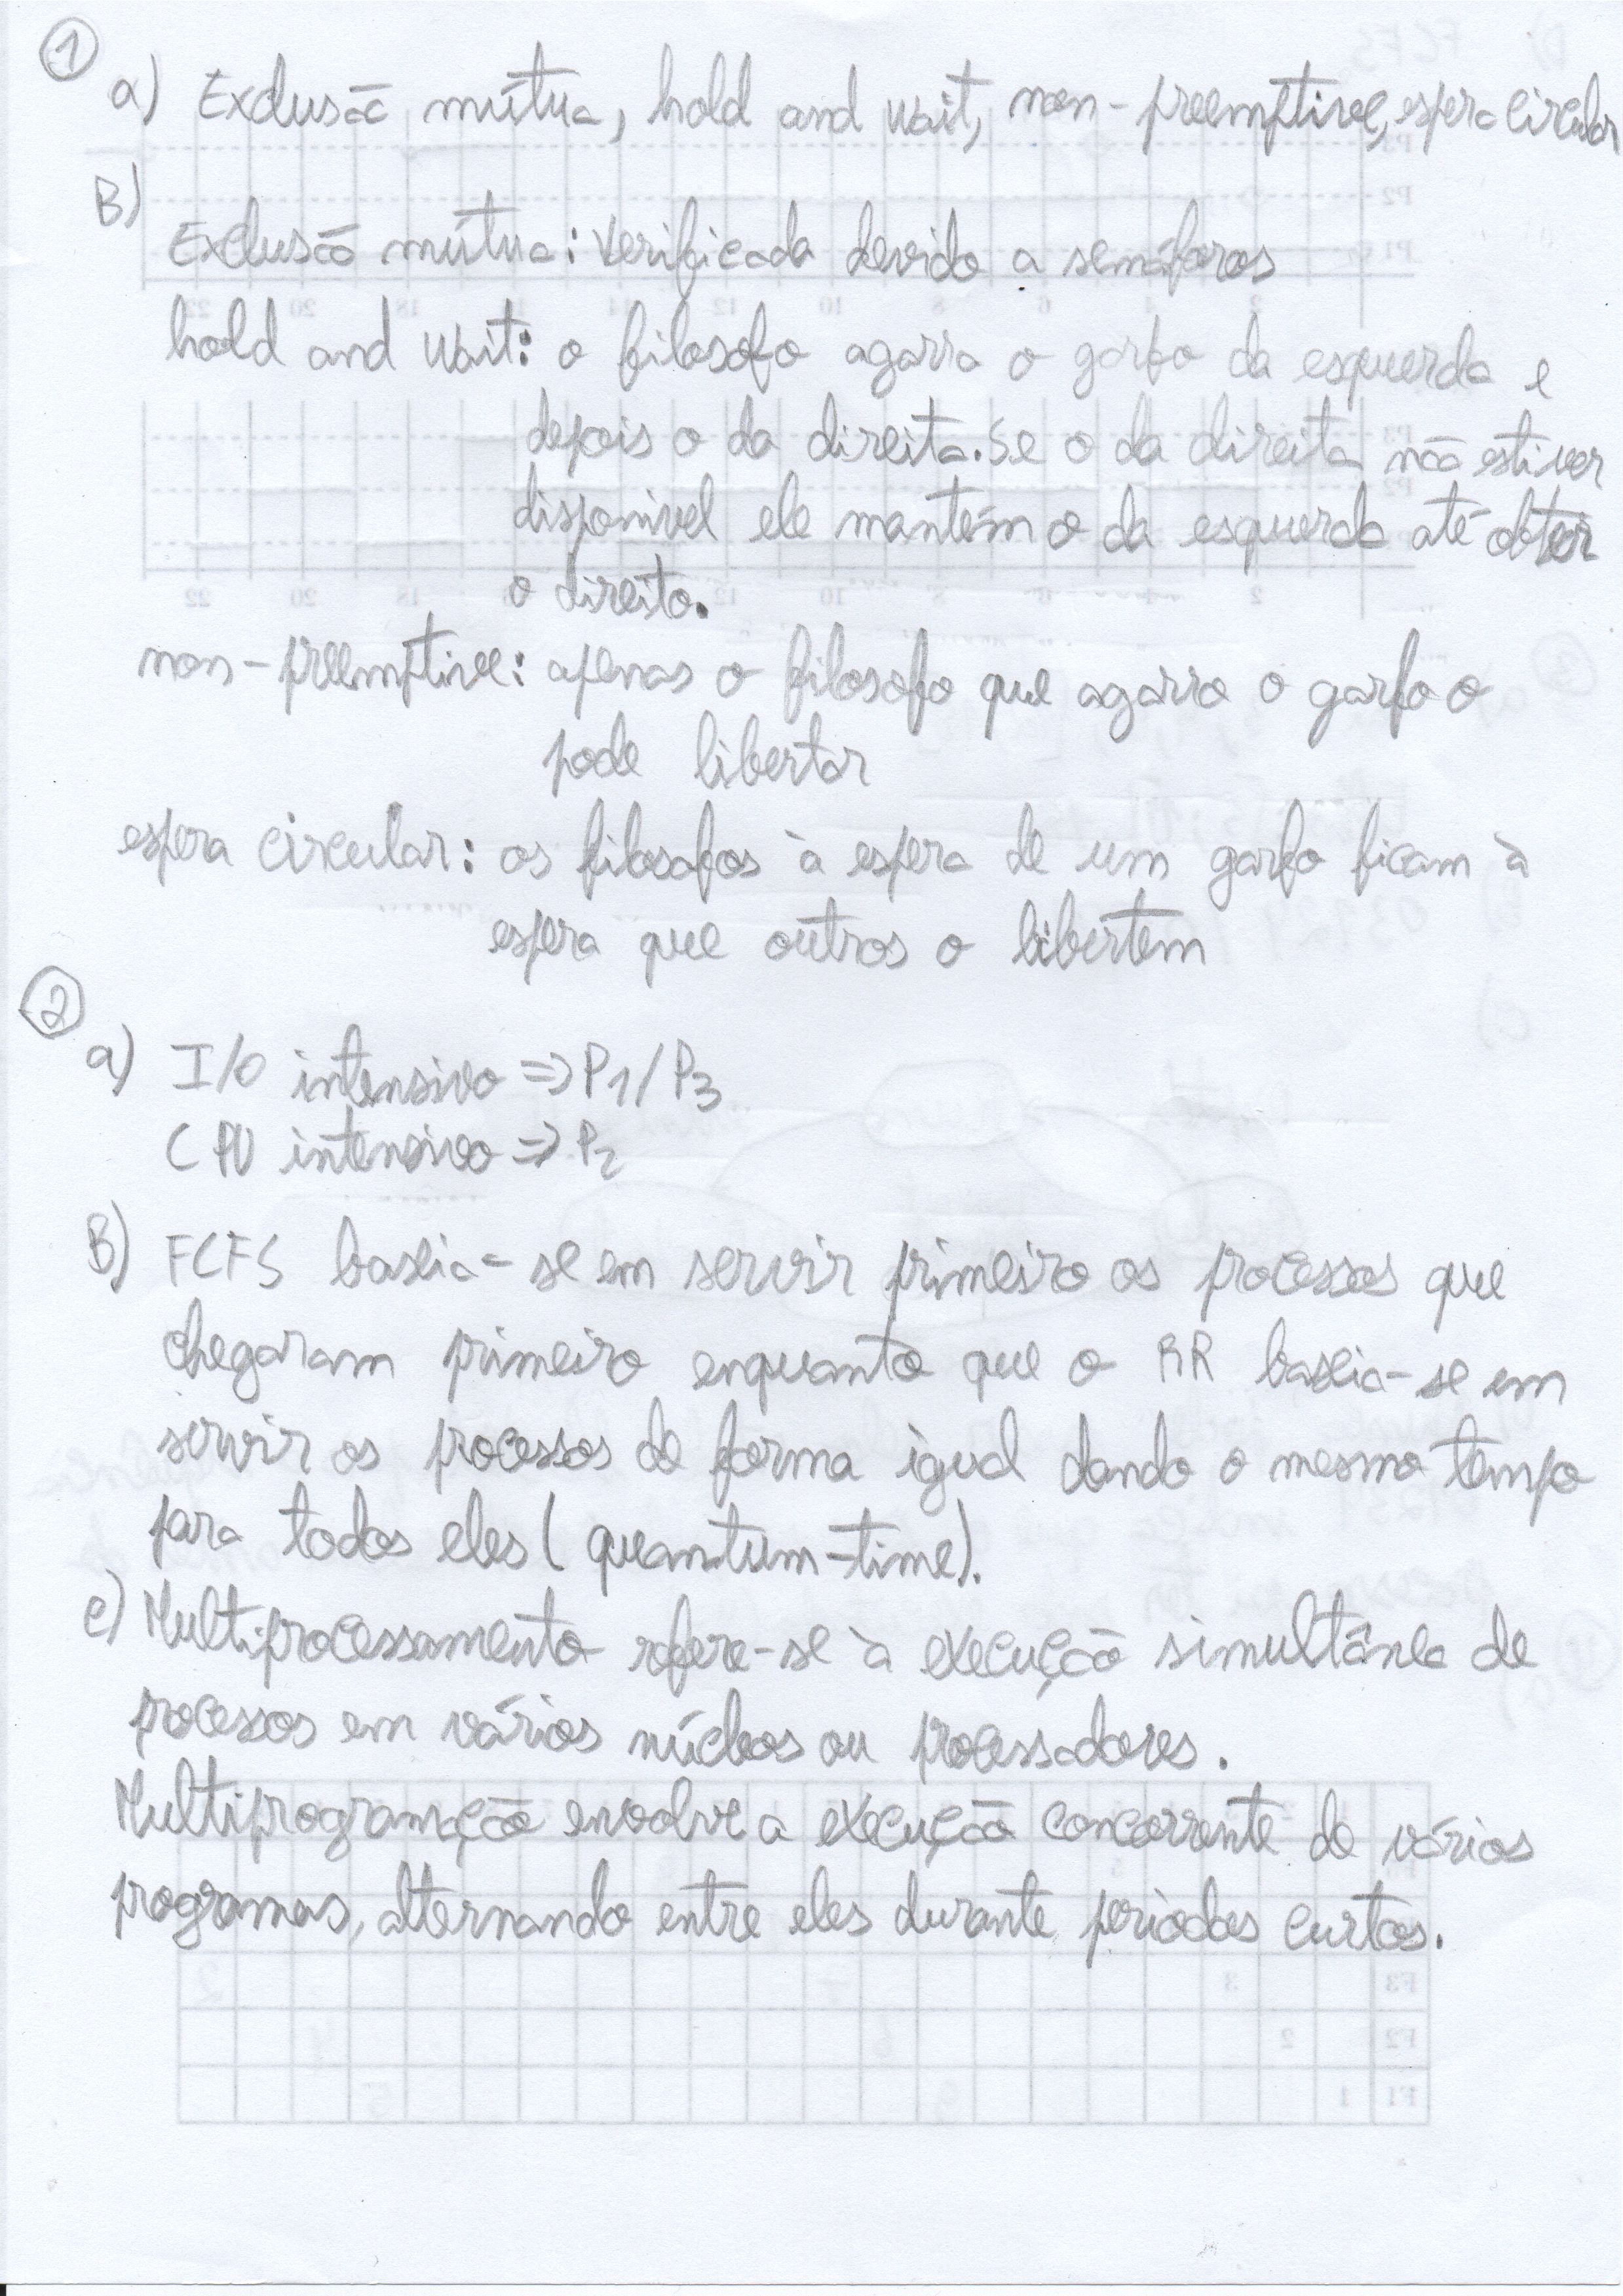 1
a) Exclusão mútua, hold and wait, non-preemptive, espera circular
B)
Exclusão mútua: Verificada devido a semáforos
hold and wait: o filosofo agarra o garfo da esquerda e
depois o da direita. Se o da direita não estiver
disponivel ele mantém o da esquerda até obter
o direito.
non-preemptive: apenas o filosofo que agarra o garfo o
pode libertar
espera circular: os filosofos à espera de um garfo ficam à
espera que outros o libertem
2
a) I/O intensivo => P1/P3
CPU intensivo => P2
B) FCFS baseia-se em servir primeiro os processos que
chegaram primeiro enquanto que o RR baseia-se em
servir os processos de forma igual dando o mesmo tempo
para todos eles (quantum-time).
c) Multiprocessamento refere-se à execução simultânea de
processos em vários núcleos ou processadores.
Multiprogramação envolve a execução concorrente de vários
programas, alternando entre eles durante periodos curtos.